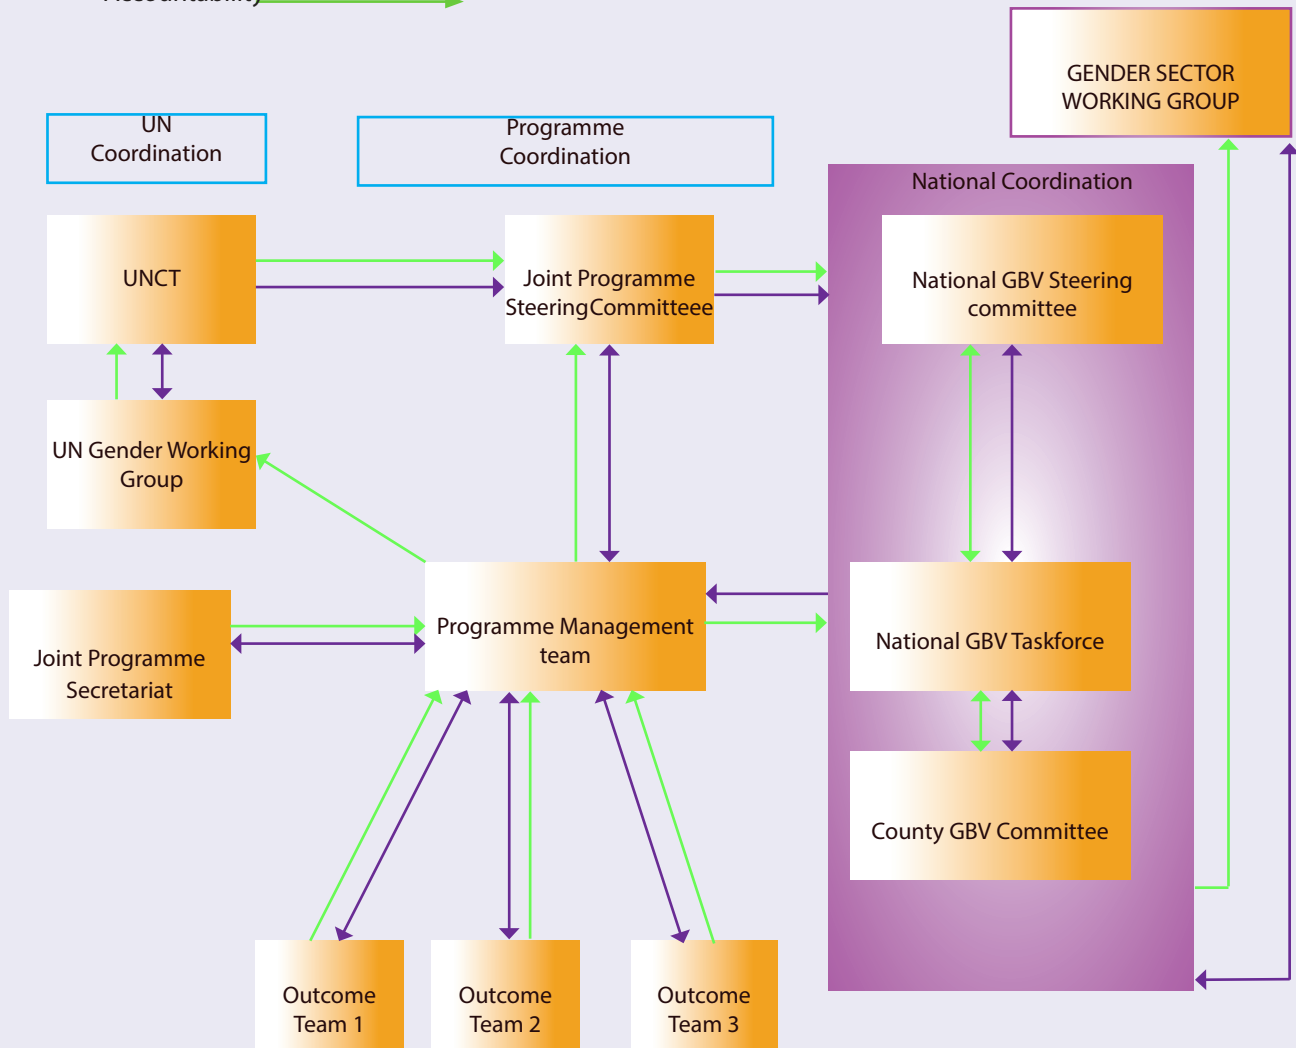 Accountability
GENDER SECTOR
WORKING GROUP
UN
Coordination
Programme
Coordination
National Coordination
UNCT
Joint Programme
SteeringCommitteee
National GBV Steering
committee
UN Gender Working
Group
Joint Programme
Secretariat
Programme Management
team
National GBV Taskforce
County GBV Committee
Outcome
Team 1
Outcome
Team 2
Outcome
Team 3